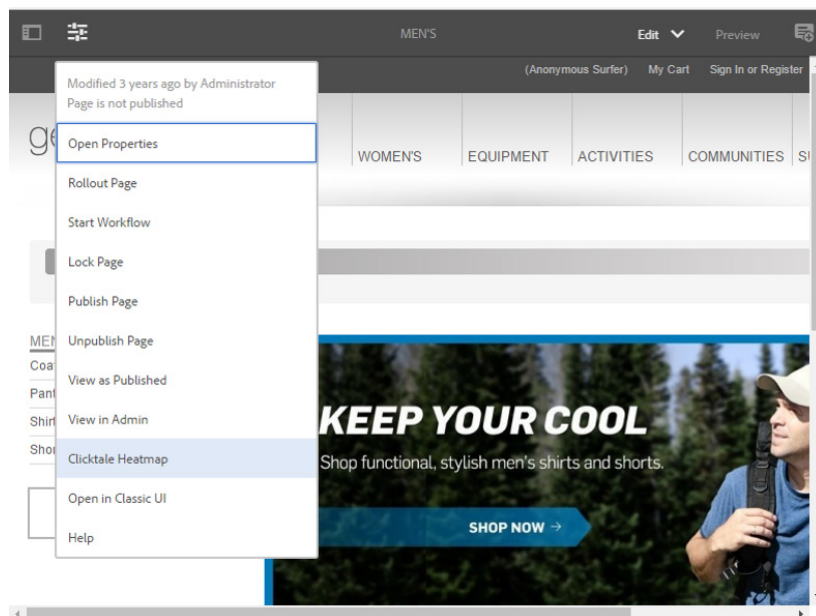 MEN'S
Edit
Preview
(Anonymous Surfer) My Cart Sign In or Register
Modified 3 years ago by Administrator
Page is not published
Open Properties
Rollout Page
Start Workflow
Lock Page
Publish Page
Unpublish Page
View as Published
View in Admin
Clicktale Heatmap
Open in Classic UI
Help
WOMEN'S EQUIPMENT ACTIVITIES COMMUNITIES
KEEP YOUR COOL
Shop functional, stylish men's shirts and shorts.
SHOP NOW →